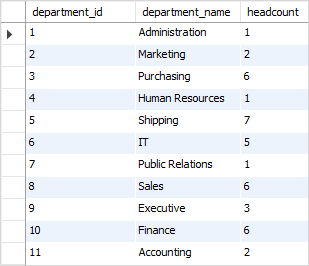 department_id department_name headcount
1 Administration 1
2 Marketing 2
3 Purchasing 6
4 Human Resources 1
5 Shipping 7
6 IT 5
7 Public Relations 1
8 Sales 6
9 Executive 3
10 Finance 6
11 Accounting 2